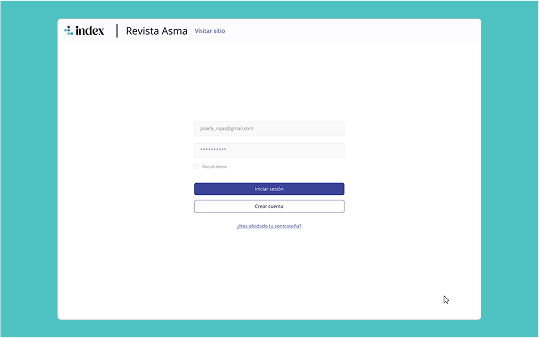 index | Revista Asma Visitar sitio
josefa_rojas@gmail.com
**********
Recuérdame
Iniciar sesión
Crear cuenta
¿Has olvidado tu contraseña?